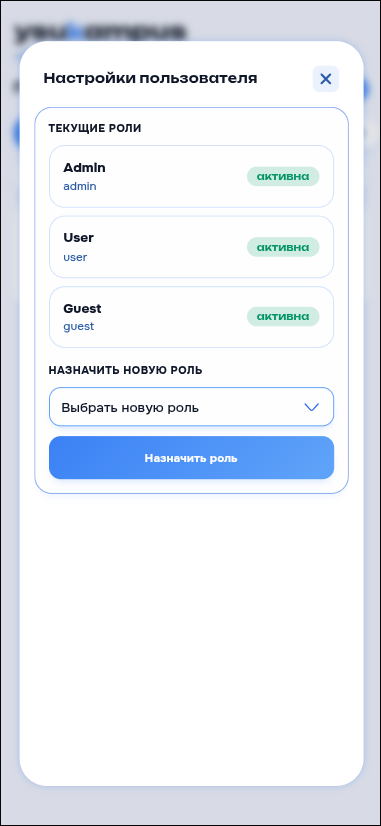 ysukampus
Настройки пользователя
ТЕКУЩИЕ РОЛИ
Admin
admin
активна
User
user
активна
Guest
guest
активна
НАЗНАЧИТЬ НОВУЮ РОЛЬ
Выбрать новую роль
Назначить роль